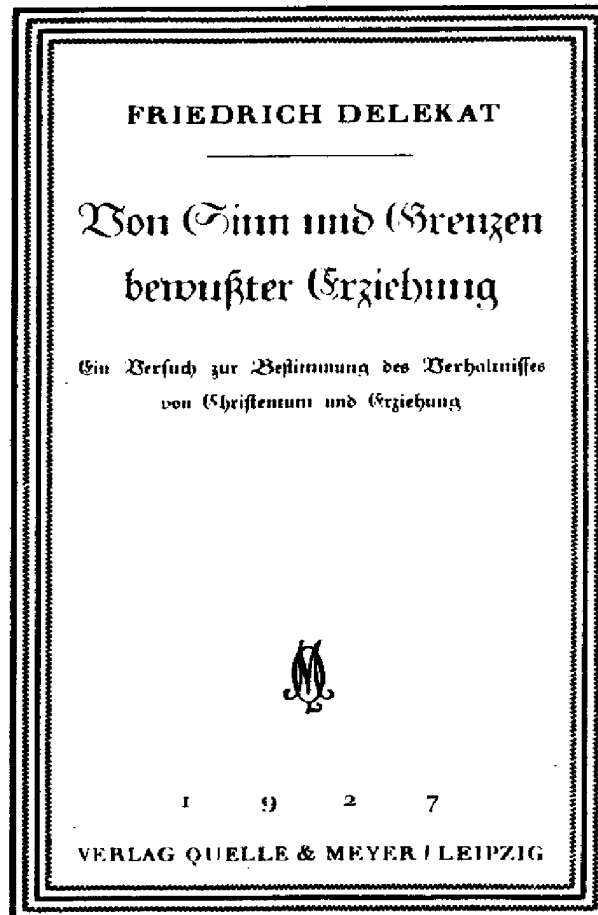 FRIEDRICH DELEKAT
Von Sinn und Grenzen
bewußter Erziehung
Ein Versuch zur Bestimmung des Verhältnisses
von Christentum und Erziehung
1 9 2 7
VERLAG QUELLE & MEYER / LEIPZIG